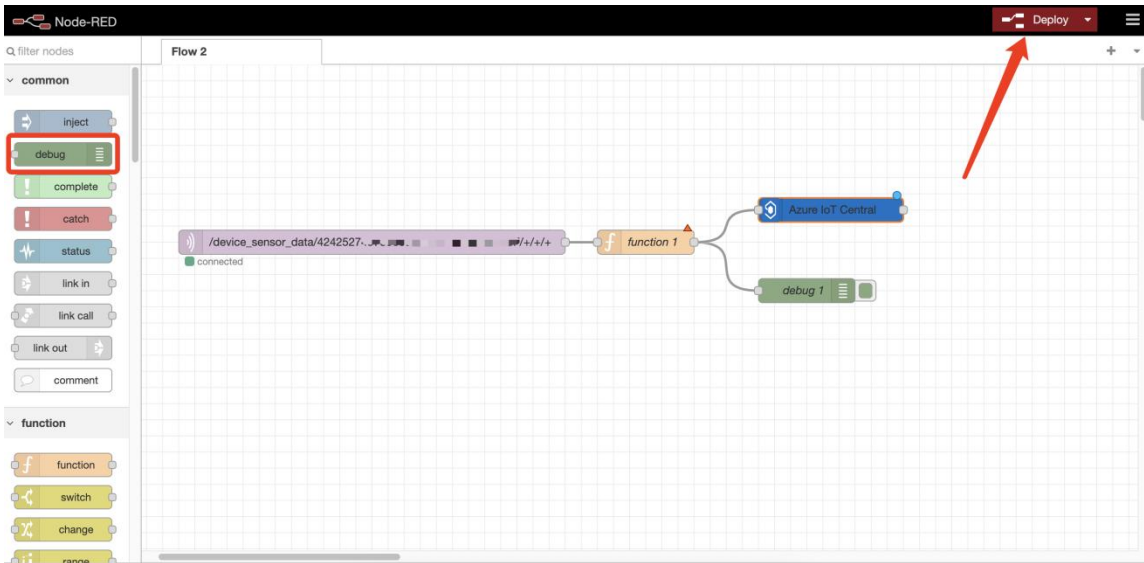 Node-RED
Deploy
filter nodes
Flow 2
common
inject
debug
complete
catch
status
link in
link call
link out
comment
function
function
switch
change
range
/device_sensor_data/4242527- /+/+/+
connected
function 1
Azure IoT Central
debug 1